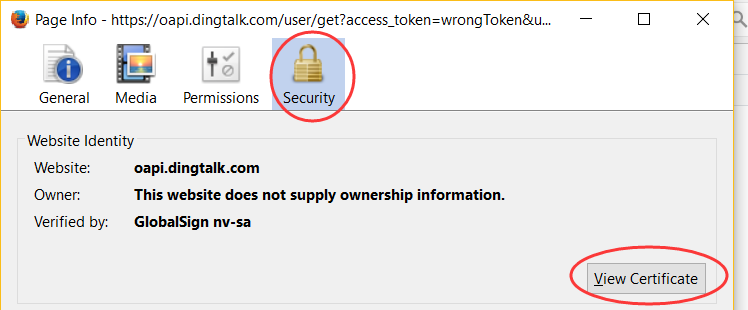 Page Info - https://oapi.dingtalk.com/user/get?access_token=wrongToken&u...
General Media Permissions Security
Website Identity
Website: oapi.dingtalk.com
Owner: This website does not supply ownership information.
Verified by: GlobalSign nv-sa
View Certificate